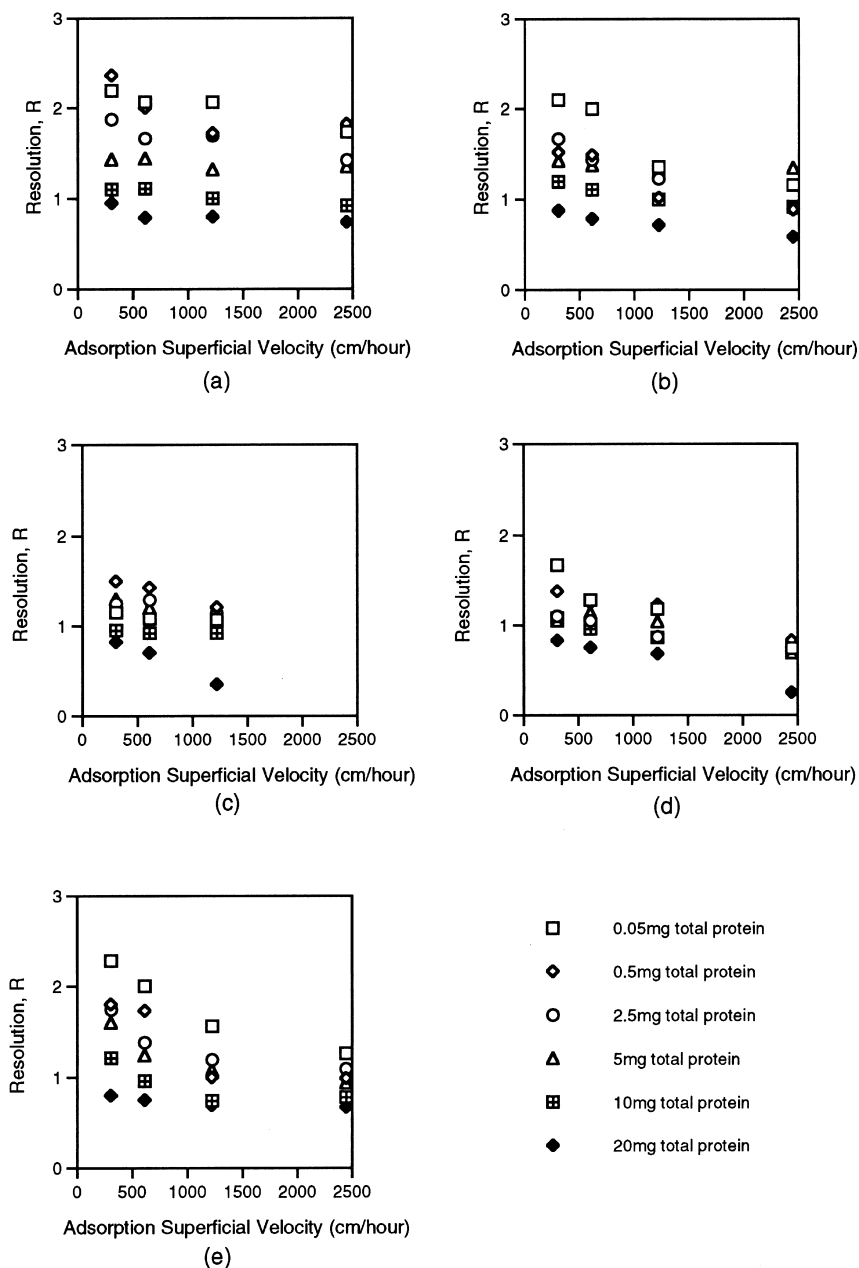 3
2
1
0
Resolution, R
0 500 1000 1500 2000 2500
Adsorption Superficial Velocity (cm/hour)
(a)
3
2
1
0
Resolution, R
0 500 1000 1500 2000 2500
Adsorption Superficial Velocity (cm/hour)
(b)
3
2
1
0
Resolution, R
0 500 1000 1500 2000 2500
Adsorption Superficial Velocity (cm/hour)
(c)
3
2
1
0
Resolution, R
0 500 1000 1500 2000 2500
Adsorption Superficial Velocity (cm/hour)
(d)
3
2
1
0
Resolution, R
0 500 1000 1500 2000 2500
Adsorption Superficial Velocity (cm/hour)
(e)
0.05mg total protein
0.5mg total protein
2.5mg total protein
5mg total protein
10mg total protein
20mg total protein